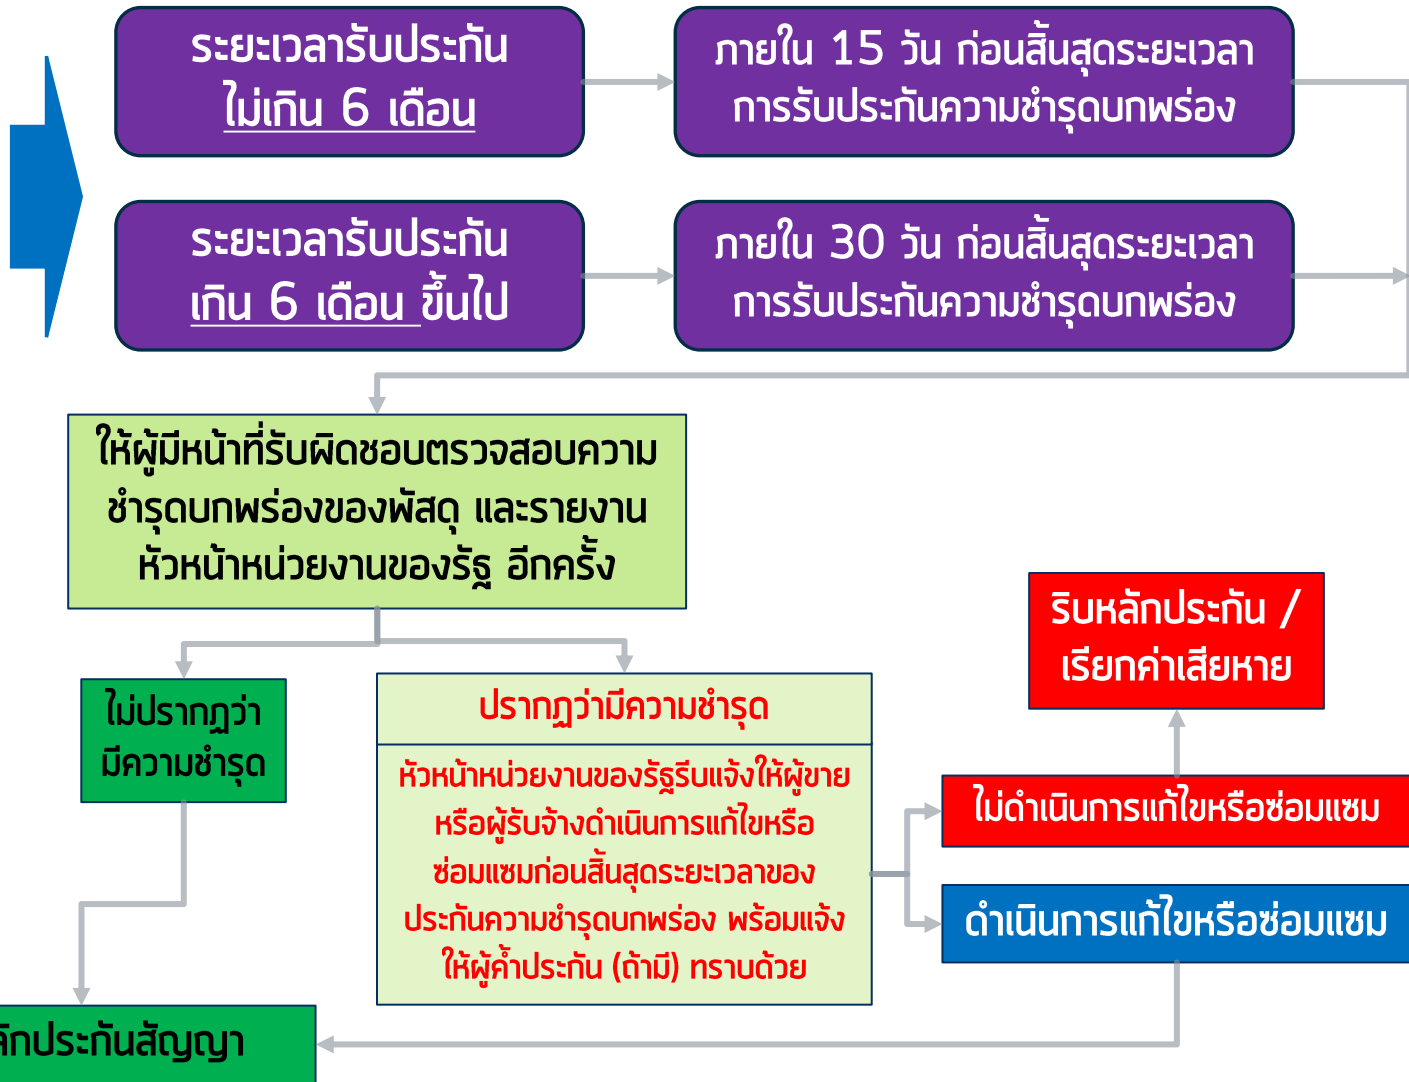 ระยะเวลารับประกัน
ไม่เกิน 6 เดือน
ภายใน 15 วัน ก่อนสิ้นสุดระยะเวลา
การรับประกันความชำรุดบกพร่อง
ระยะเวลารับประกัน
เกิน 6 เดือน ขึ้นไป
ภายใน 30 วัน ก่อนสิ้นสุดระยะเวลา
การรับประกันความชำรุดบกพร่อง
ให้ผู้มีหน้าที่รับผิดชอบตรวจสอบความ
ชำรุดบกพร่องของพัสดุ และรายงาน
หัวหน้าหน่วยงานของรัฐ อีกครั้ง
ริบหลักประกัน /
เรียกค่าเสียหาย
ไม่ปรากฏว่า
มีความชำรุด
ปรากฏว่ามีความชำรุด
หัวหน้าหน่วยงานของรัฐรีบแจ้งให้ผู้ขาย
หรือผู้รับจ้างดำเนินการแก้ไขหรือ
ซ่อมแซมก่อนสิ้นสุดระยะเวลาของ
ประกันความชำรุดบกพร่อง พร้อมแจ้ง
ให้ผู้ค้ำประกัน (ถ้ามี) ทราบด้วย
ไม่ดำเนินการแก้ไขหรือซ่อมแซม
ดำเนินการแก้ไขหรือซ่อมแซม
ลักประกันสัญญา